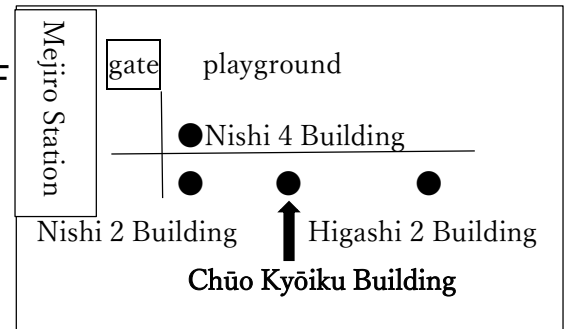 Mejiro Station
gate
playground
Nishi 4 Building
Nishi 2 Building
Higashi 2 Building
Chūo Kyōiku Building